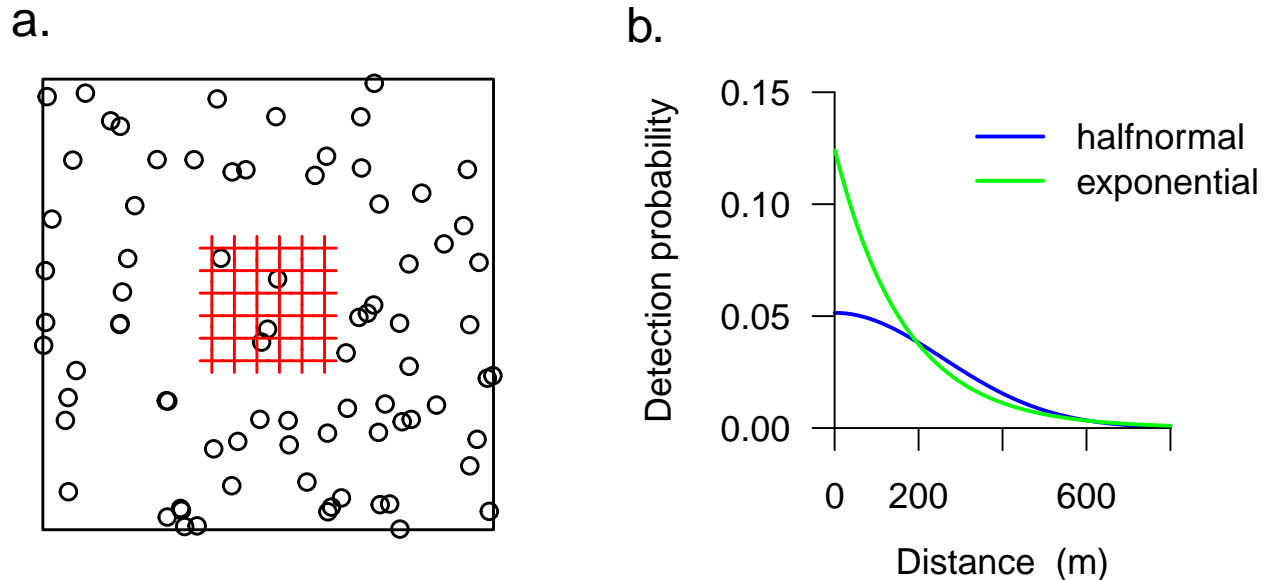 a.
b.
Detection probability
0.15
0.10
0.05
0.00
halfnormal
exponential
0 200 600
Distance (m)